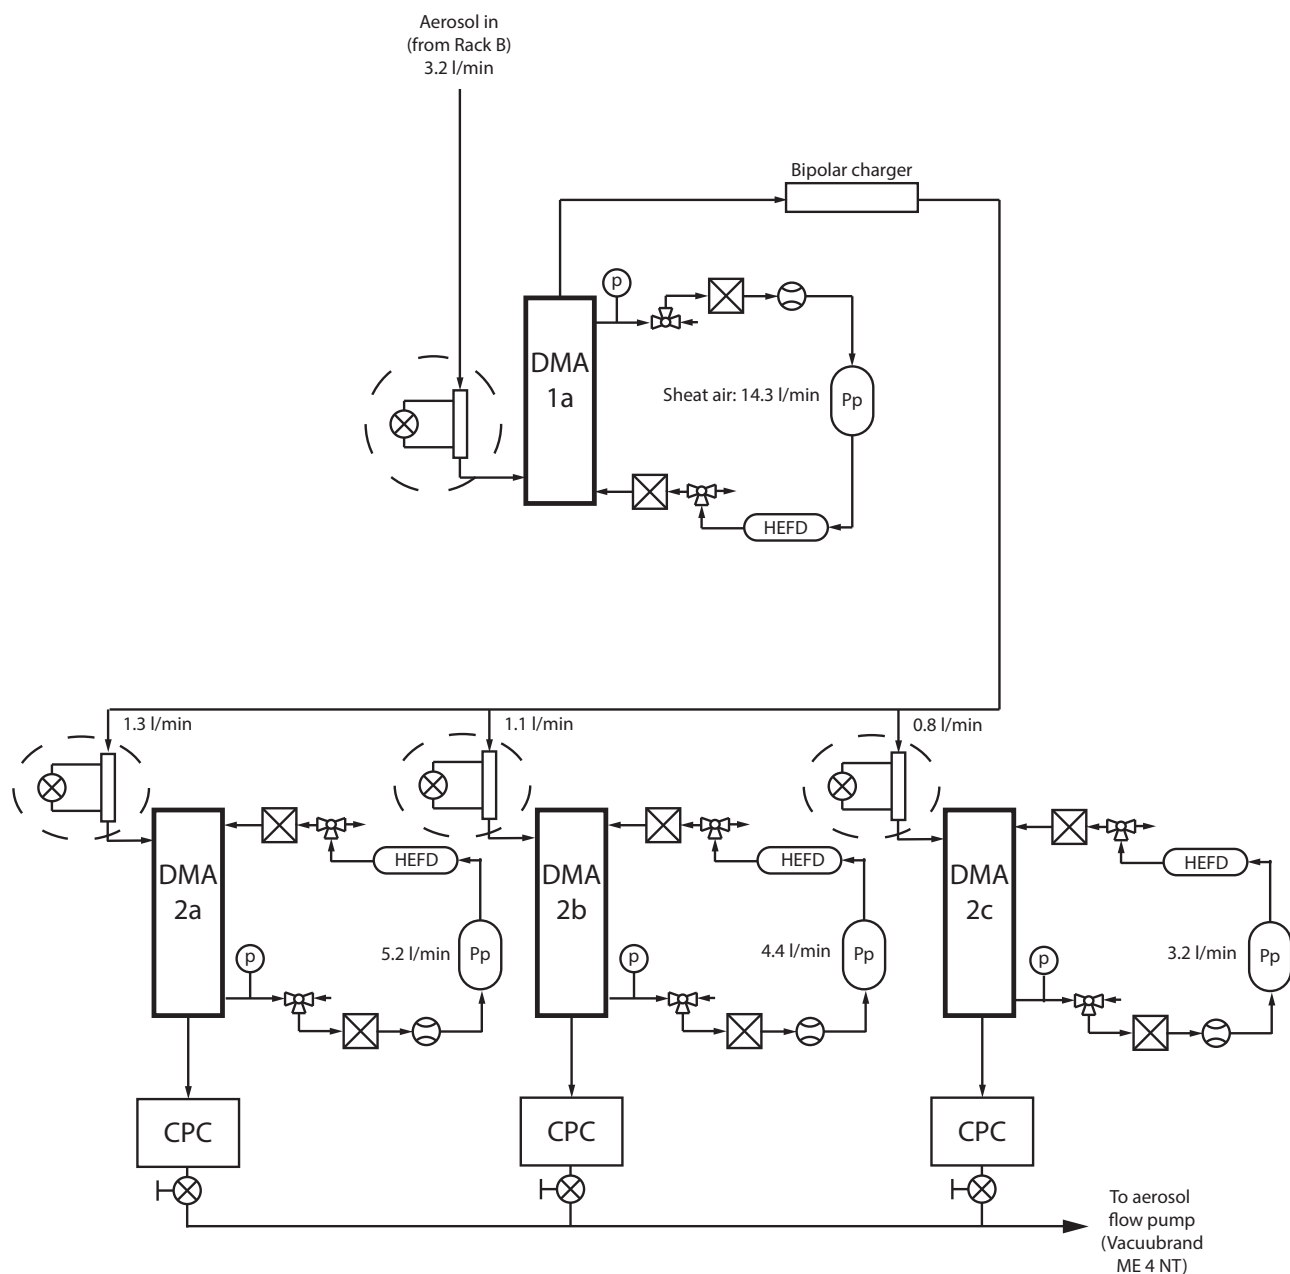 Aerosol in
(from Rack B)
3.2 l/min
Bipolar charger
p
DMA
1a
Sheat air: 14.3 l/min
Pp
HEFD
1.3 l/min
1.1 l/min
0.8 l/min
DMA
2a
HEFD
5.2 l/min
Pp
p
DMA
2b
HEFD
4.4 l/min
Pp
p
DMA
2c
HEFD
3.2 l/min
Pp
p
CPC
CPC
CPC
To aerosol
flow pump
(Vacuubrand
ME 4 NT)